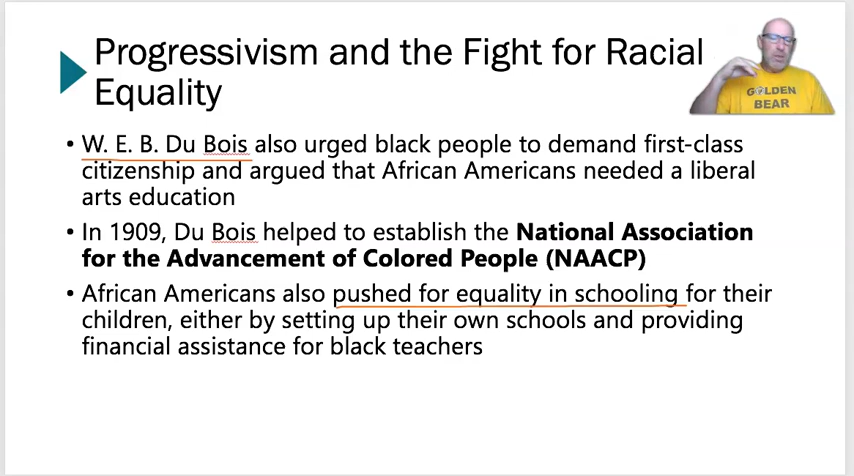 Progressivism and the Fight for Racial
Equality
GOLDEN
BEAR
• W. E. B. Du Bois also urged black people to demand first-class
citizenship and argued that African Americans needed a liberal
arts education
• In 1909, Du Bois helped to establish the National Association
for the Advancement of Colored People (NAACP)
• African Americans also pushed for equality in schooling for their
children, either by setting up their own schools and providing
financial assistance for black teachers